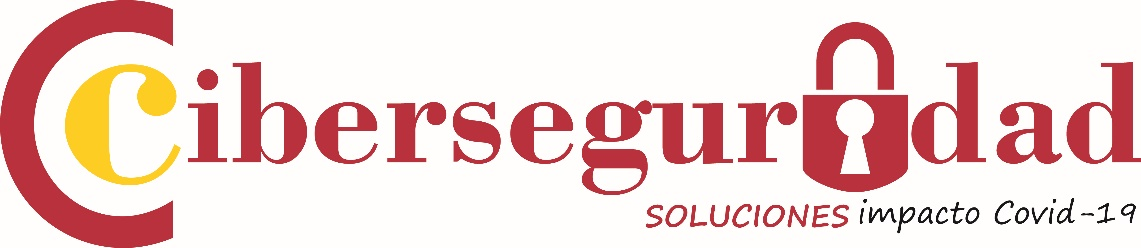 Ciberseguridad
SOLUCIONES impacto Covid-19